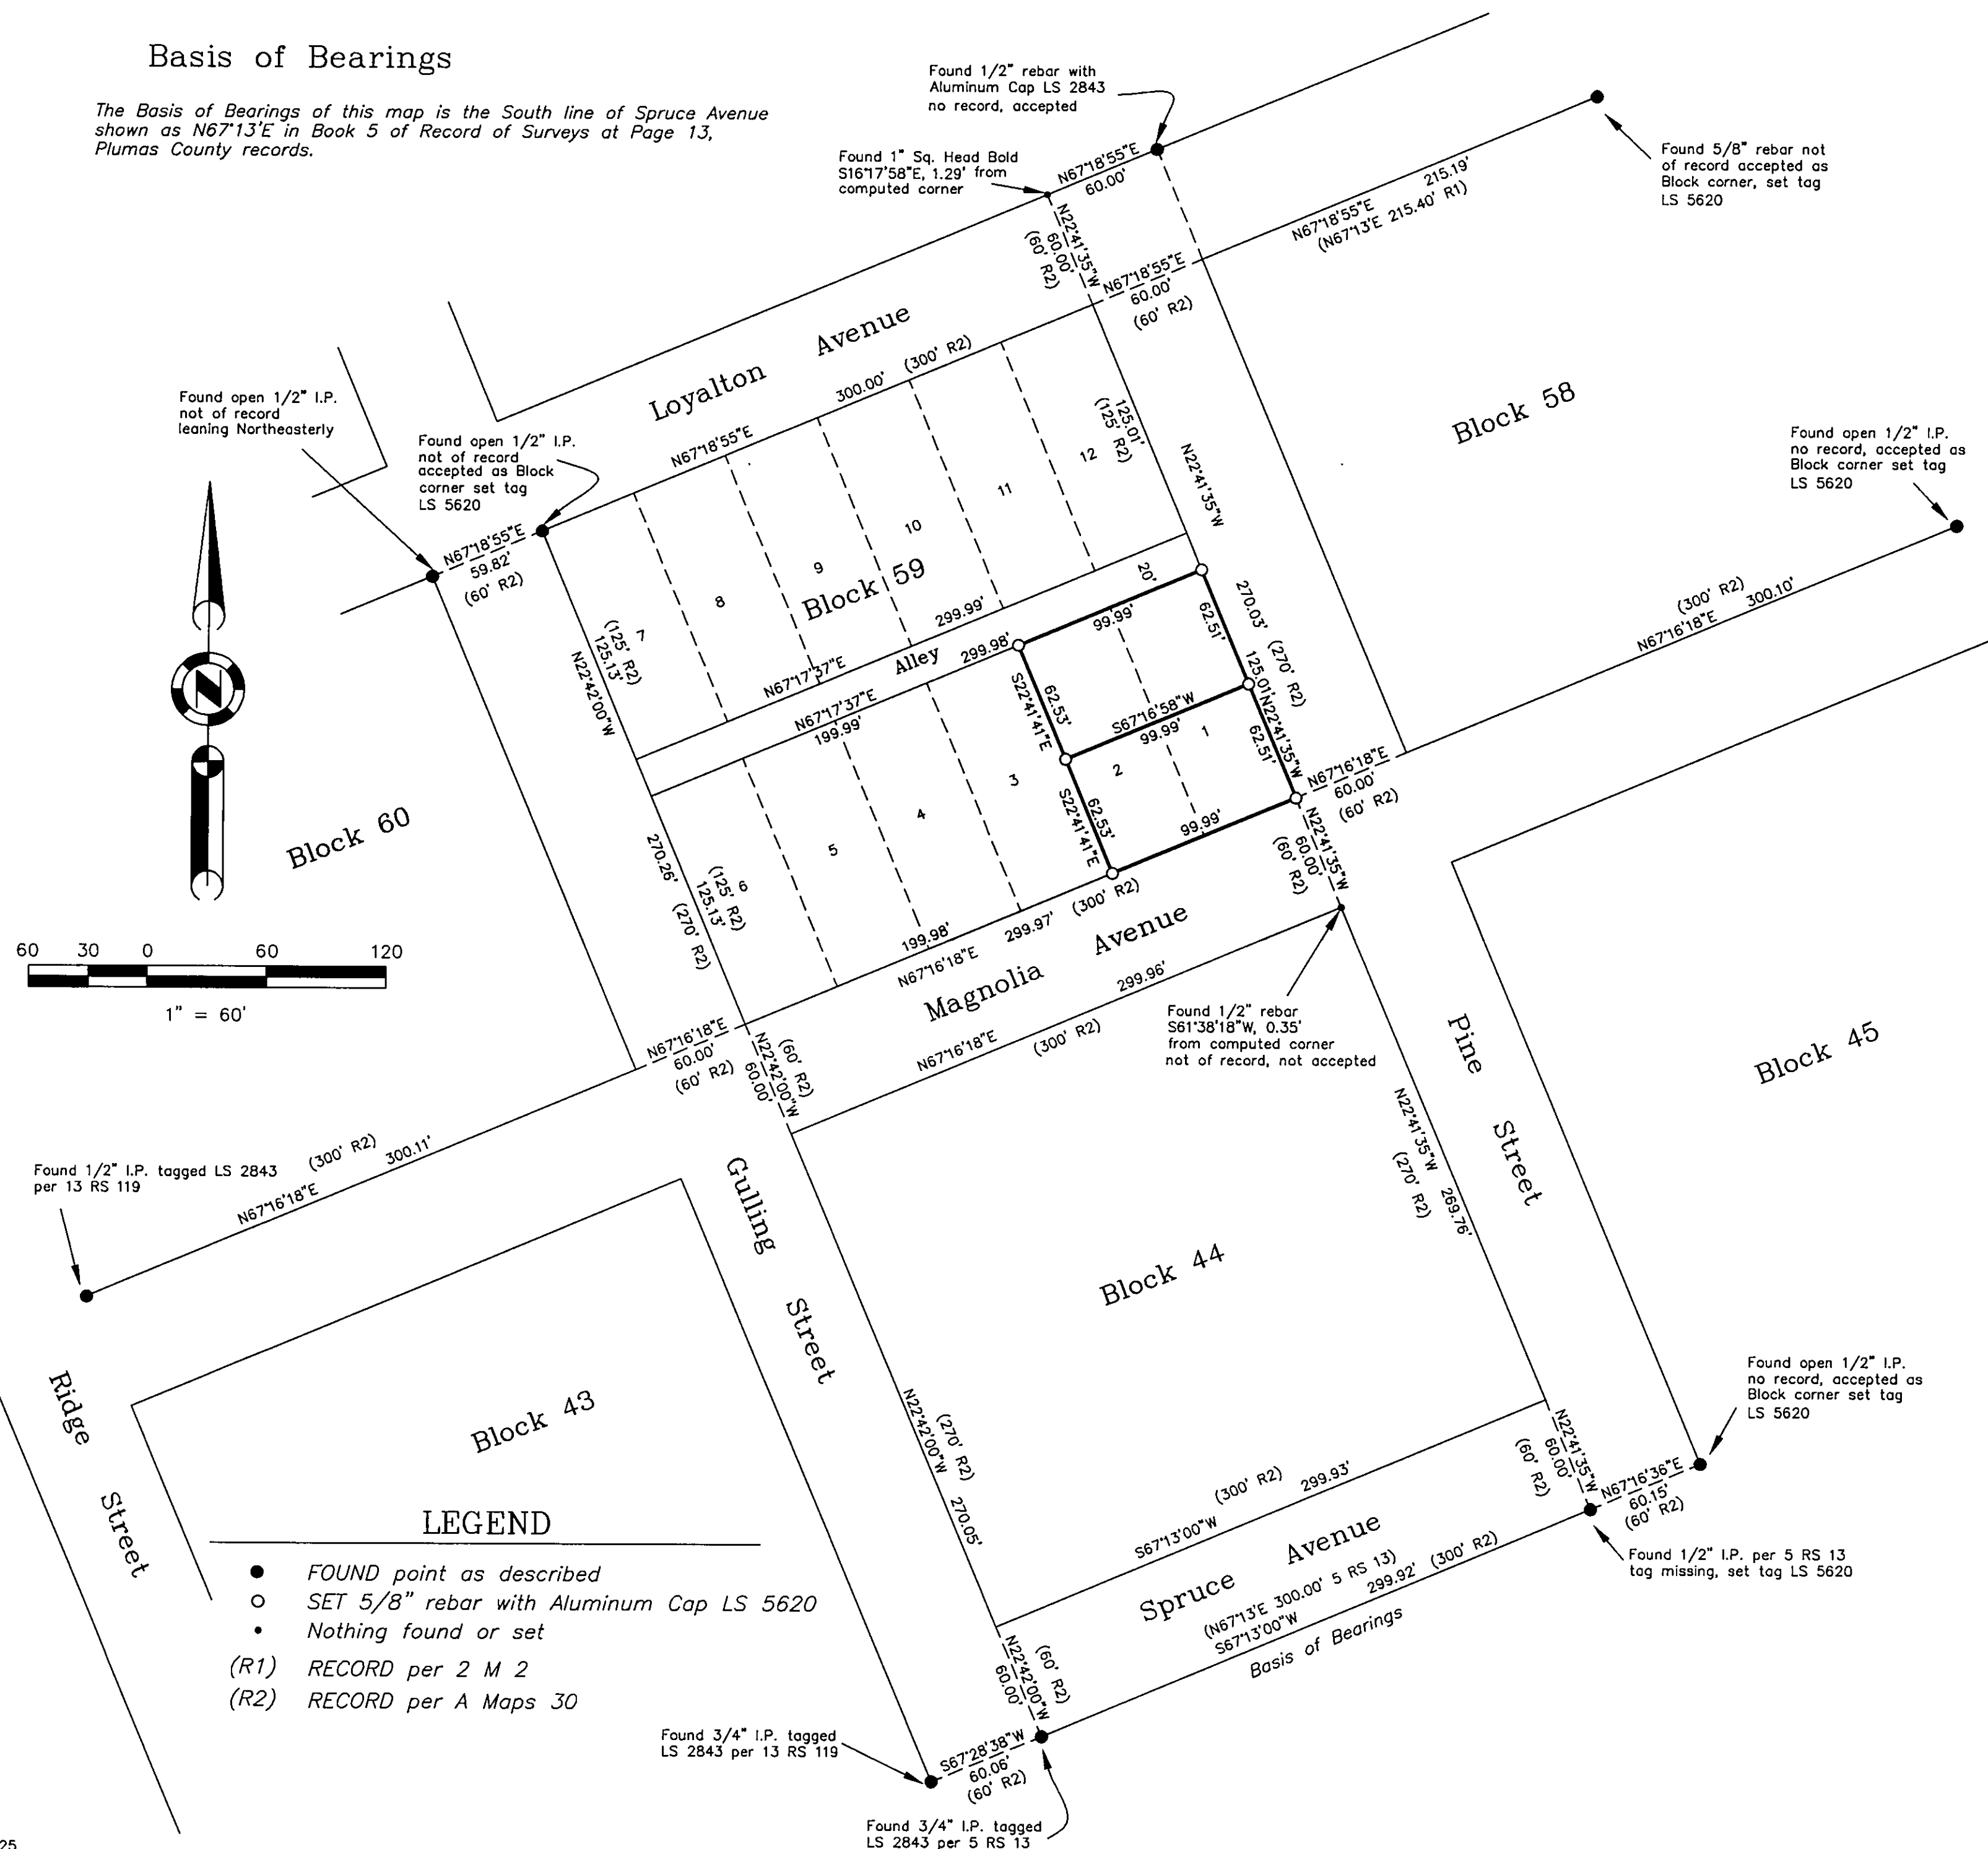 Basis of Bearings
The Basis of Bearings of this map is the South line of Spruce Avenue
shown as N67°13'E in Book 5 of Record of Surveys at Page 13,
Plumas County records.
Found 1/2" rebar with
Aluminum Cap LS 2843
no record, accepted
Found 1" Sq. Head Bold
S16°17'58"E, 1.29' from
computed corner
N67°18'55"E
60.00'
Found 5/8" rebar not
of record accepted as
Block corner, set tag
LS 5620
215.19'
N67°18'55"E
(N67°13'E 215.40' R1)
N22°41'35"W
60.00'
(60' R2)
N67°18'55"E
60.00'
(60' R2)
Loyalton Avenue
N67°18'55"E
300.00'
(300' R2)
Block 58
Found open 1/2" I.P.
not of record
leaning Northeasterly
Found open 1/2" I.P.
not of record
accepted as Block
corner set tag
LS 5620
Found open 1/2" I.P.
no record, accepted as
Block corner set tag
LS 5620
N67°18'55"E
59.82'
(60' R2)
125.01'
(125' R2)
N22°41'35"W
12
11
10
9
8
7
Block 59
(125' R2)
125.13'
N22°42'00"W
299.99'
N67°17'37"E
Alley
299.98'
N67°17'37"E
199.99'
20'
99.99'
62.51'
270.03'
(270' R2)
125.01'
N22°41'35"W
62.51'
S22°41'41"E
62.53'
S67°16'58"W
99.99'
1
2
3
4
5
6
S22°41'41"E
62.53'
99.99'
(300' R2)
N67°16'18"E
300.10'
N67°16'18"E
60.00'
(60' R2)
N22°41'35"W
60.00'
(60' R2)
Block 60
270.26'
(270' R2)
(125' R2)
125.13'
199.98'
N67°16'18"E
299.97'
(300' R2)
Magnolia Avenue
299.96'
N67°16'18"E
(300' R2)
Found 1/2" rebar
S61°38'18"W, 0.35'
from computed corner
not of record, not accepted
60 30 0 60 120
1" = 60'
N67°16'18"E
60.00'
(60' R2)
(60' R2)
N22°42'00"W
60.00'
Pine Street
Block 45
N22°41'35"W
269.76'
(270' R2)
Found 1/2" I.P. tagged LS 2843
per 13 RS 119
(300' R2)
300.11'
N67°16'18"E
Gulling Street
Block 44
Ridge Street
Block 43
N22°42'00"W
(270' R2)
270.05'
Found open 1/2" I.P.
no record, accepted as
Block corner set tag
LS 5620
N22°41'35"W
60.00'
(60' R2)
N67°16'36"E
60.15'
(60' R2)
(300' R2)
299.93'
S67°13'00"W
Spruce Avenue
(N67°13'E 300.00' 5 RS 13)
S67°13'00"W
299.92'
(300' R2)
Basis of Bearings
Found 1/2" I.P. per 5 RS 13
tag missing, set tag LS 5620
LEGEND
FOUND point as described
SET 5/8" rebar with Aluminum Cap LS 5620
Nothing found or set
(R1) RECORD per 2 M 2
(R2) RECORD per A Maps 30
(60' R2)
N22°42'00"W
60.00'
Found 3/4" I.P. tagged
LS 2843 per 13 RS 119
S67°28'38"W
60.06'
(60' R2)
Found 3/4" I.P. tagged
LS 2843 per 5 RS 13
N
25